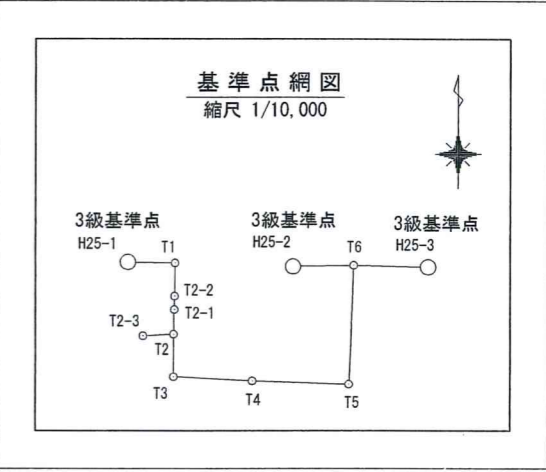 基準点網図
縮尺 1/10,000
3級基準点
H25-1
T1
3級基準点
H25-2
T6
3級基準点
H25-3
T2-2
T2-1
T2-3
T2
T3
T4
T5